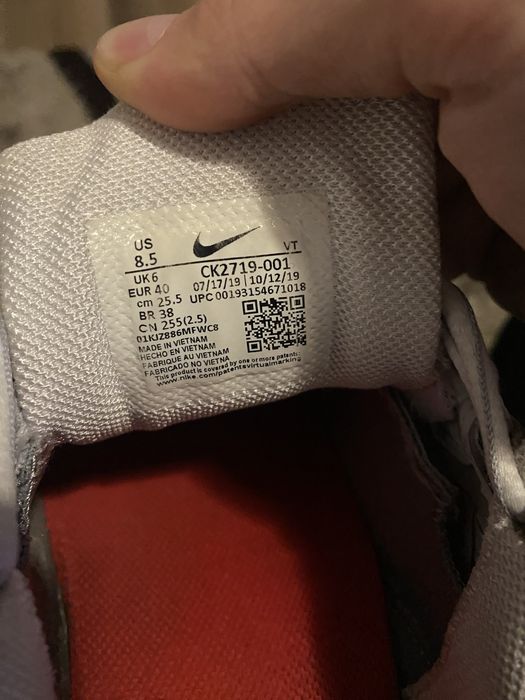 US
8.5
VT
UK 6
CK2719-001
EUR 40
07/17/19 10/12/19
cm 25.5
UPC 00193154671018
BR 38
CN 255(2.5)
01KJZ886MFWC8
MADE IN VIETNAM
HECHO EN VIETNAM
FABRIQUE AU VIETNAM
FABRICADO NO VIETNA
This product is covered by one or more patents.
www.nike.com/patentsvirtualmarking